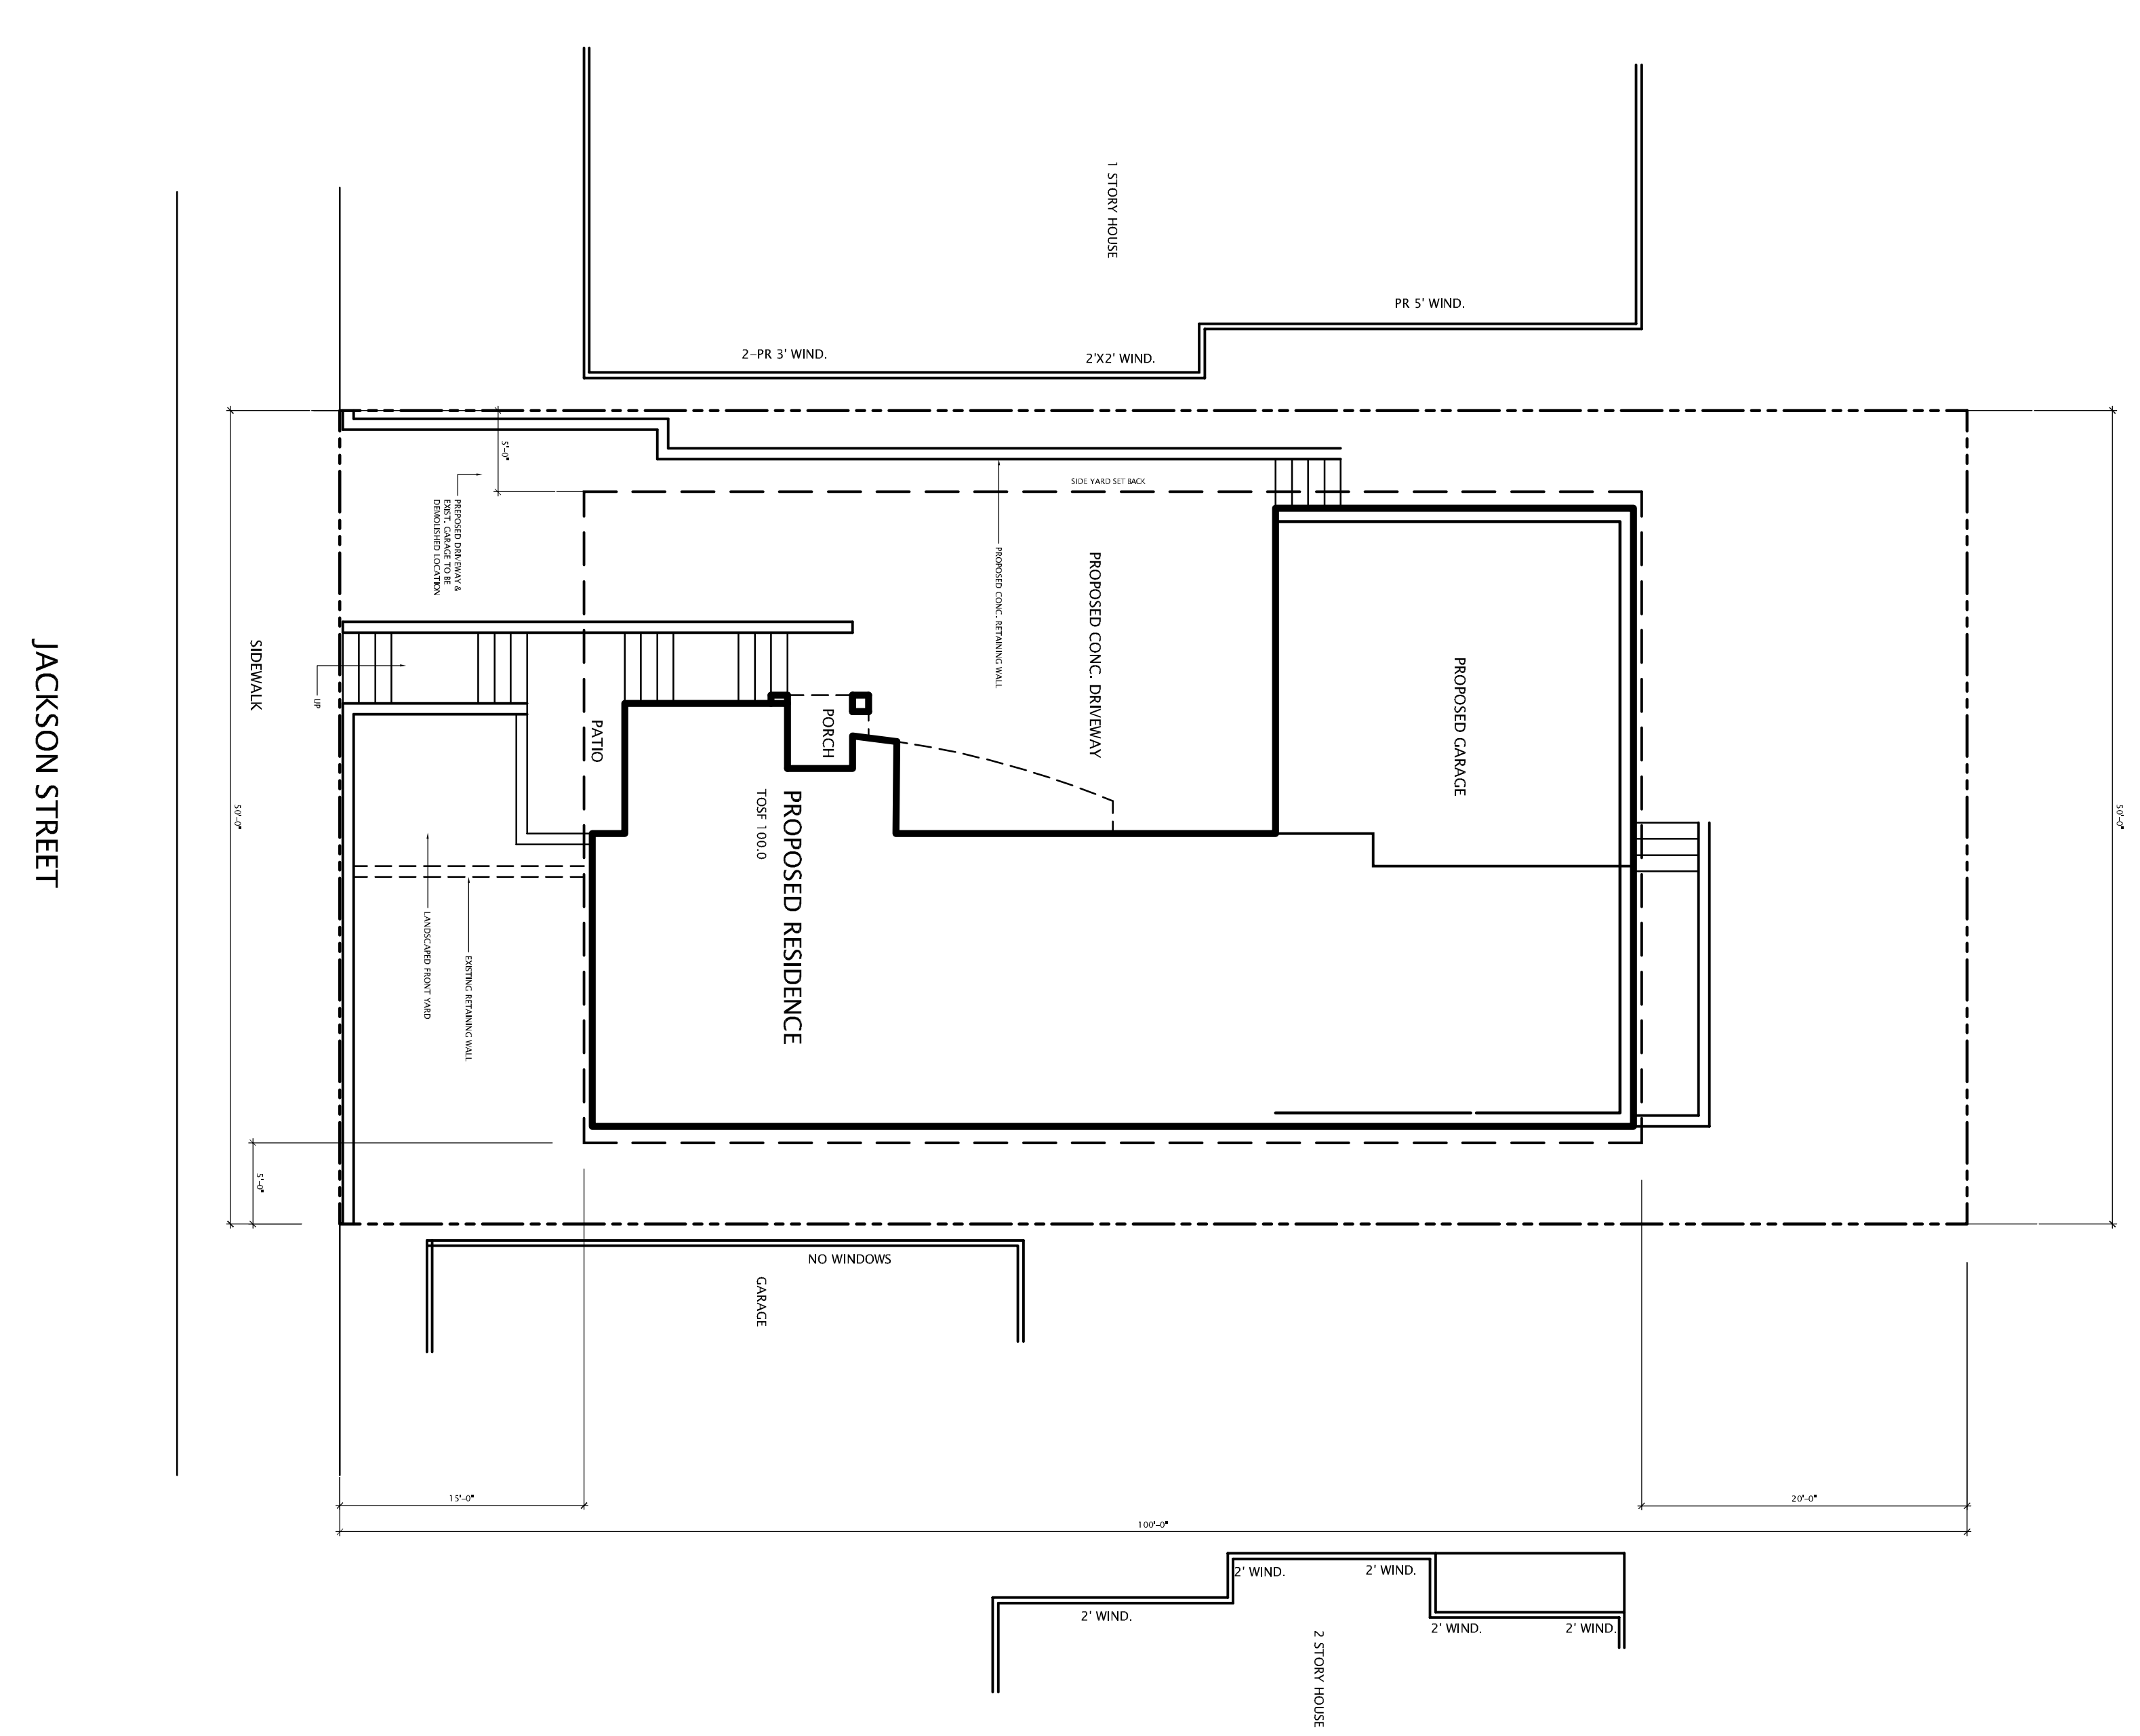 1 STORY HOUSE
PR 5' WIND.
2-PR 3' WIND.
2'X2' WIND.
5'-0"
SIDE YARD SET BACK
PREPOSED DRIVEWAY &
EXIST. GARAGE TO BE
DEMOLISHED LOCATION
PROPOSED CONC. RETAINING WALL
PROPOSED CONC. DRIVEWAY
PROPOSED GARAGE
JACKSON STREET
SIDEWALK
UP
PATIO
PORCH
50'-0"
50'-0"
TOSF 100.0
PROPOSED RESIDENCE
LANDSCAPED FRONT YARD
EXISTING RETAINING WALL
5'-0"
NO WINDOWS
GARAGE
15'-0"
20'-0"
100'-0"
2' WIND.
2' WIND.
2' WIND.
2' WIND.
2' WIND.
2 STORY HOUSE